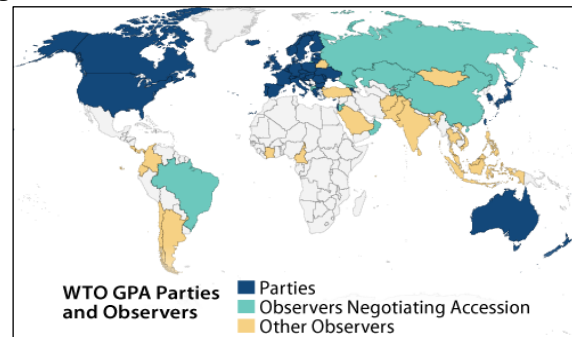 WTO GPA Parties
and Observers
Parties
Observers Negotiating Accession
Other Observers